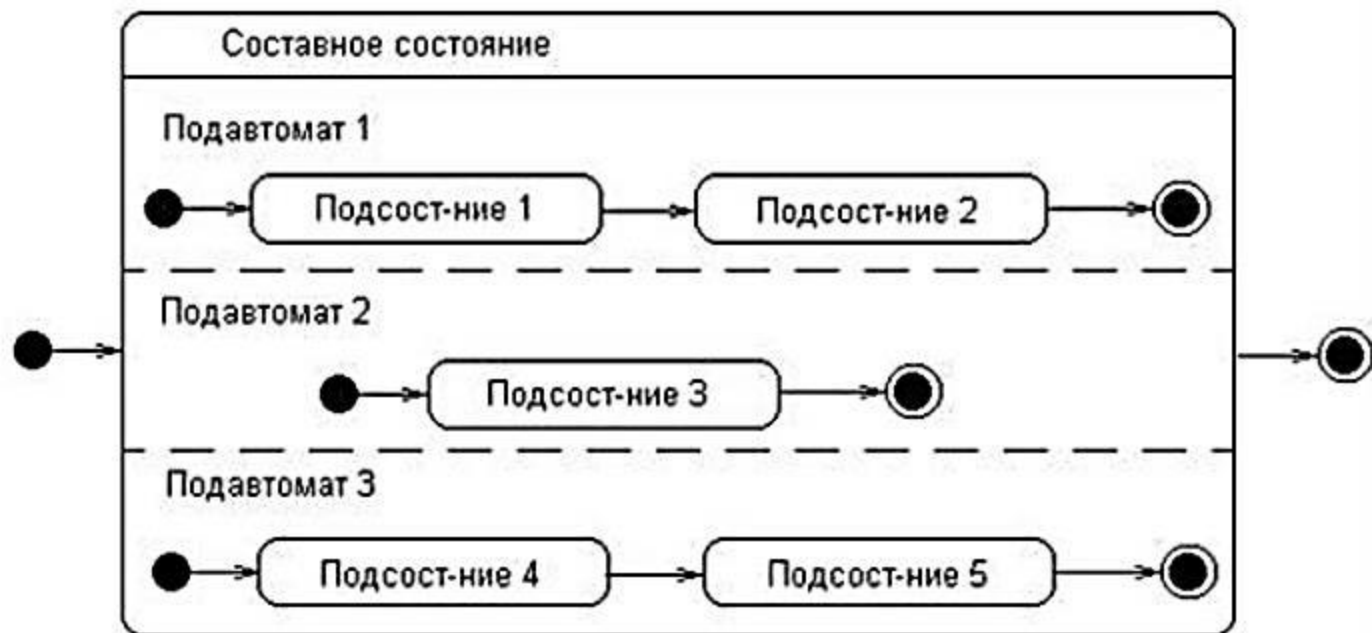 Составное состояние
Подавтомат 1
Подсост-ние 1
Подсост-ние 2
Подавтомат 2
Подсост-ние 3
Подавтомат 3
Подсост-ние 4
Подсост-ние 5